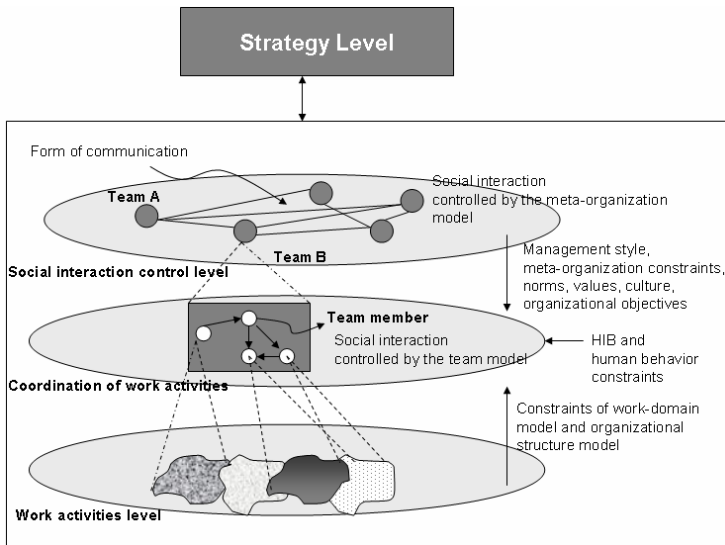 Strategy Level
Form of communication
Team A
Social interaction
controlled by the meta-organization
model
Team B
Social interaction control level
Management style,
meta-organization constraints,
norms, values, culture,
organizational objectives
Team member
Social interaction
controlled by the team model
HIB and
human behavior
constraints
Coordination of work activities
Constraints of work-domain
model and organizational
structure model
Work activities level